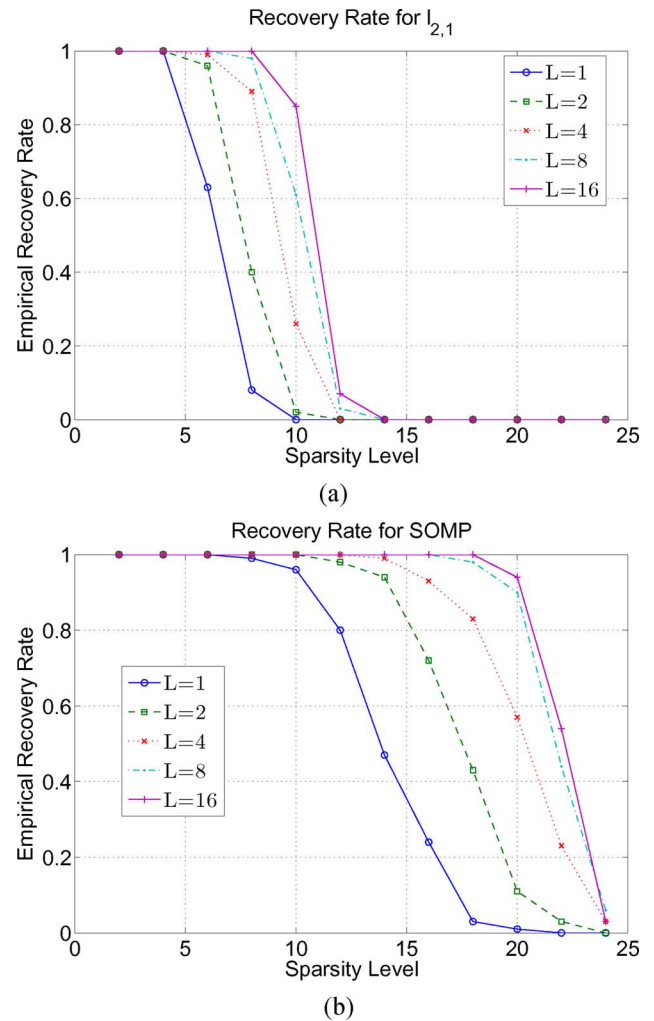 Recovery Rate for l2,1
Empirical Recovery Rate
1
0.8
0.6
0.4
0.2
0
0 5 10 15 20 25
Sparsity Level
L=1
L=2
L=4
L=8
L=16
(a)
Recovery Rate for SOMP
Empirical Recovery Rate
1
0.8
0.6
0.4
0.2
0
0 5 10 15 20 25
Sparsity Level
L=1
L=2
L=4
L=8
L=16
(b)